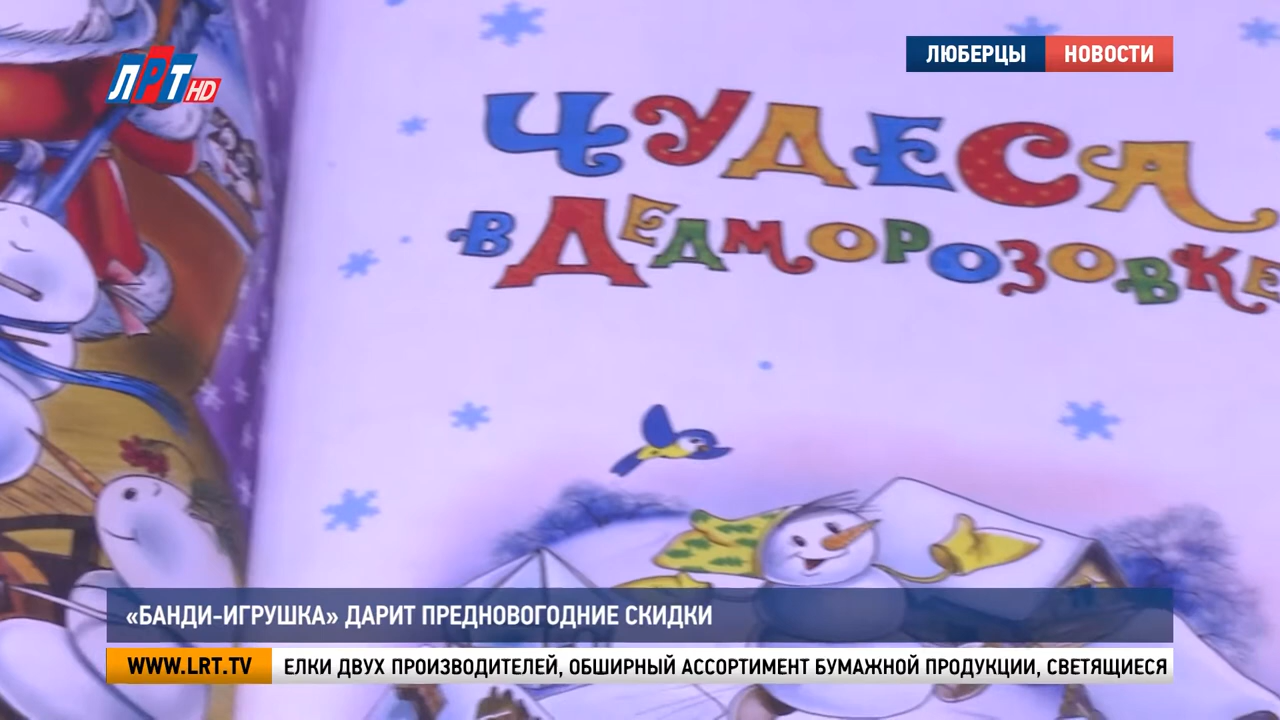 ЛРТ HD
ЛЮБЕРЦЫ НОВОСТИ
ЧУДЕСА
В ДЕДМОРОЗОВКЕ
«БАНДИ-ИГРУШКА» ДАРИТ ПРЕДНОВОГОДНИЕ СКИДКИ
WWW.LRT.TV ЕЛКИ ДВУХ ПРОИЗВОДИТЕЛЕЙ, ОБШИРНЫЙ АССОРТИМЕНТ БУМАЖНОЙ ПРОДУКЦИИ, СВЕТЯЩИЕСЯ